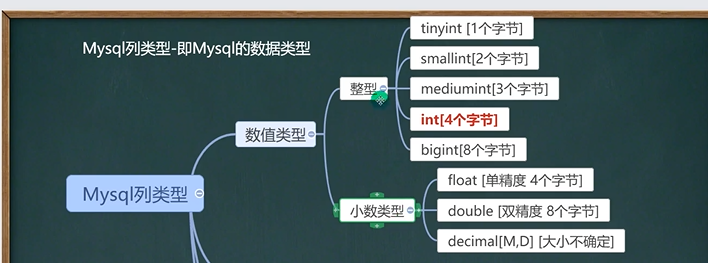 Mysql列类型-即Mysql的数据类型
tinyint [1个字节]
smallint[2个字节]
整型
mediumint[3个字节]
int[4个字节]
数值类型
bigint[8个字节]
Mysql列类型
float [单精度 4个字节]
小数类型
double [双精度 8个字节]
decimal[M,D] [大小不确定]